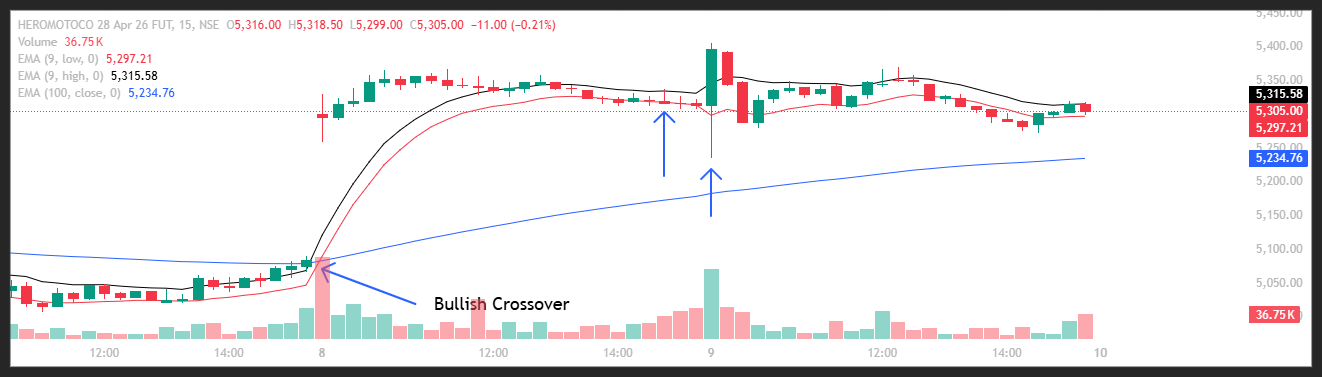 HEROMOTOCO 28 Apr 26 FUT, 15, NSE O5,316.00 H5,318.50 L5,299.00 C5,305.00 −11.00 (−0.21%)
Volume 36.75 K
EMA (9, low, 0) 5,297.21
EMA (9, high, 0) 5,315.58
EMA (100, close, 0) 5,234.76
5,450.00
5,400.00
5,350.00
5,315.58
5,305.00
5,297.21
5,250.00
5,234.76
5,200.00
5,150.00
5,100.00
5,050.00
36.75 K
Bullish Crossover
12:00 14:00 8 12:00 14:00 9 12:00 14:00 10